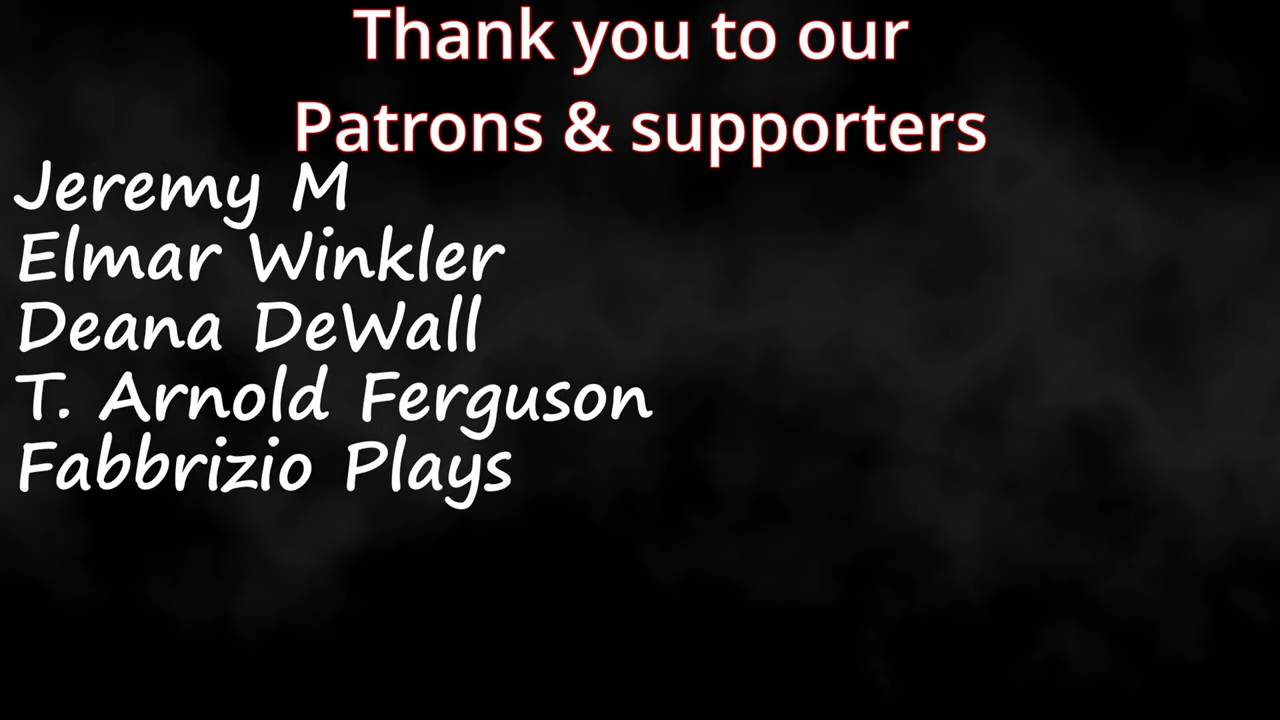 Thank you to our
Patrons & supporters
Jeremy M
Elmar Winkler
Deana DeWall
T. Arnold Ferguson
Fabbrizio Plays